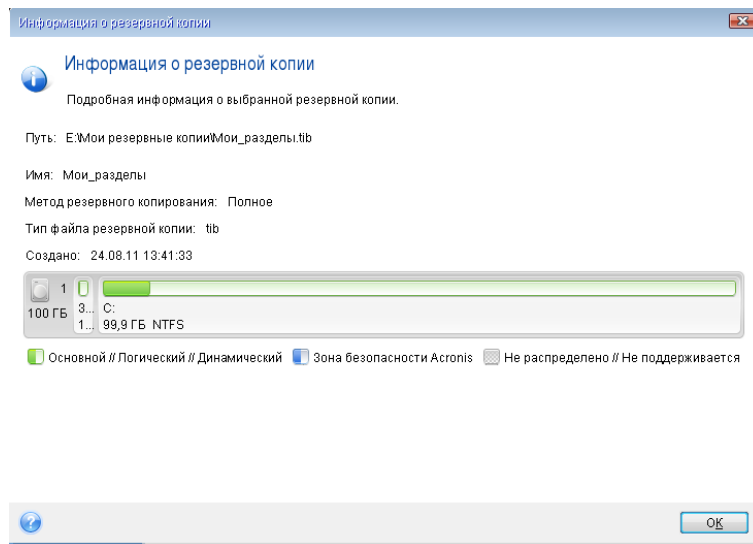 Информация о резервной копии
Информация о резервной копии
Подробная информация о выбранной резервной копии.
Путь: E:\Мои резервные копии\Мои_разделы.tib
Имя: Мои_разделы
Метод резервного копирования: Полное
Тип файла резервной копии: tib
Создано: 24.08.11 13:41:33
1
100 ГБ
З...
1...
C:
99,9 ГБ NTFS
Основной // Логический // Динамический Зона безопасности Acronis Не распределено // Не поддерживается
OK